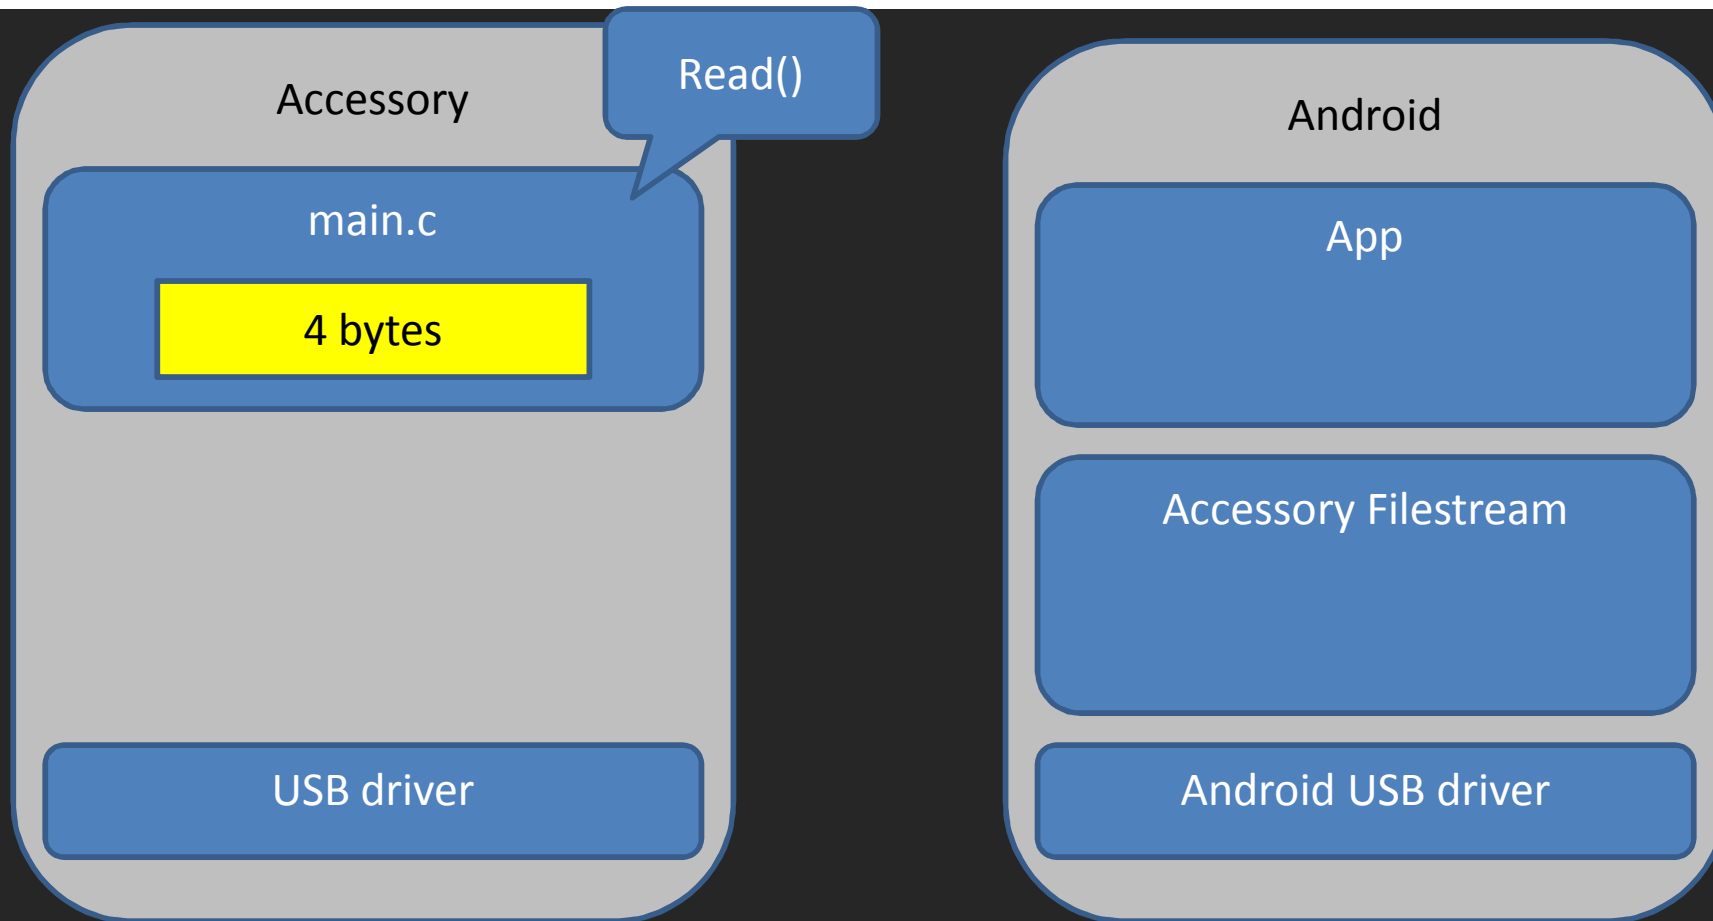 Read()
Accessory
main.c
4 bytes
USB driver
Android
App
Accessory Filestream
Android USB driver